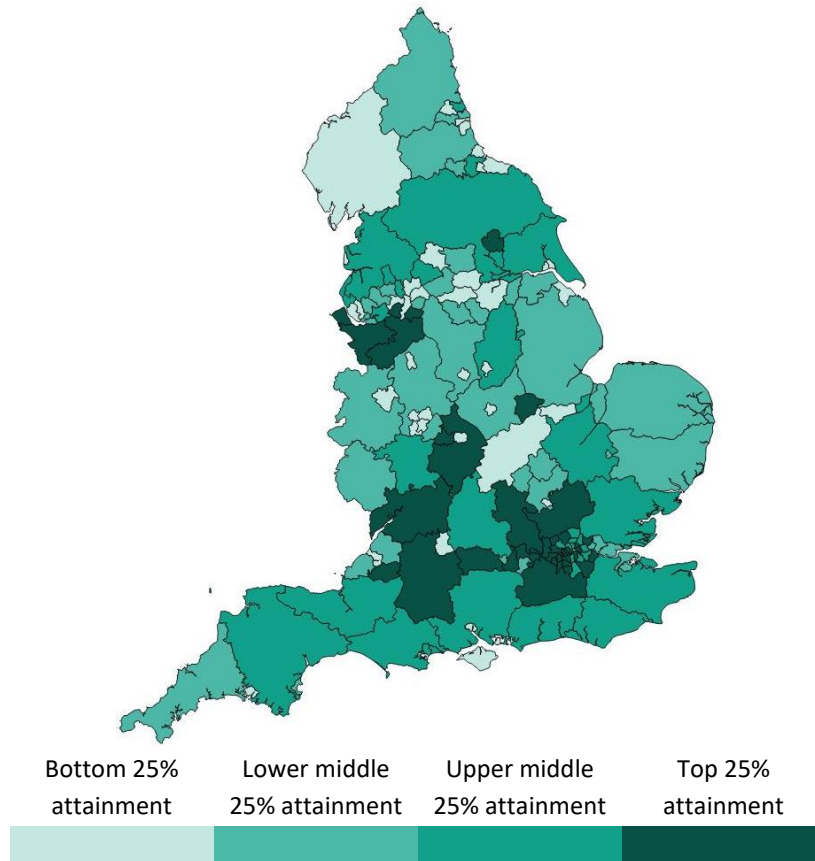 Bottom 25% Lower middle Upper middle Top 25%
attainment 25% attainment 25% attainment attainment